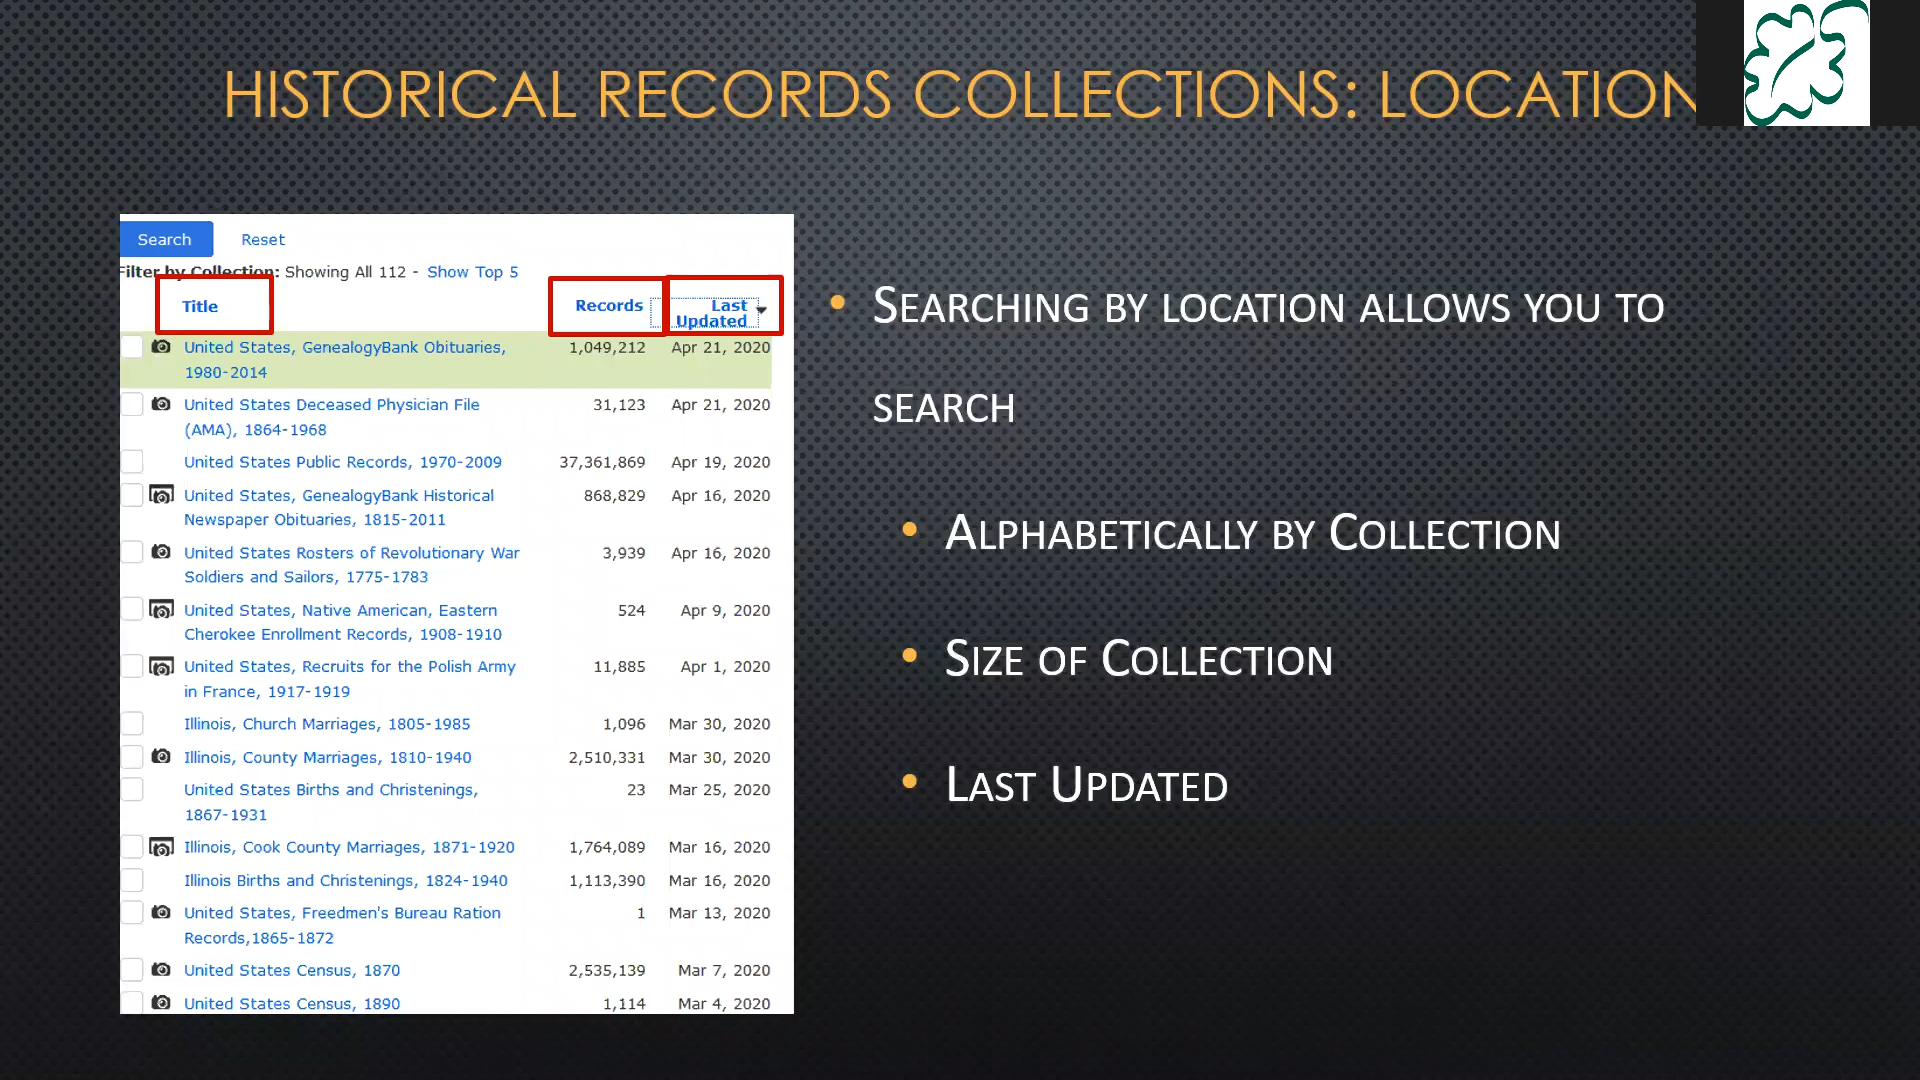 HISTORICAL RECORDS COLLECTIONS: LOCATION
Search Reset
Filter by Collection: Showing All 112 - Show Top 5
Title Records Last Updated
United States, GenealogyBank Obituaries, 1,049,212 Apr 21, 2020
1980-2014
United States Deceased Physician File 31,123 Apr 21, 2020
(AMA), 1864-1968
United States Public Records, 1970-2009 37,361,869 Apr 19, 2020
United States, GenealogyBank Historical 868,829 Apr 16, 2020
Newspaper Obituaries, 1815-2011
United States Rosters of Revolutionary War 3,939 Apr 16, 2020
Soldiers and Sailors, 1775-1783
United States, Native American, Eastern 524 Apr 9, 2020
Cherokee Enrollment Records, 1908-1910
United States, Recruits for the Polish Army 11,885 Apr 1, 2020
in France, 1917-1919
Illinois, Church Marriages, 1805-1985 1,096 Mar 30, 2020
Illinois, County Marriages, 1810-1940 2,510,331 Mar 30, 2020
United States Births and Christenings, 23 Mar 25, 2020
1867-1931
Illinois, Cook County Marriages, 1871-1920 1,764,089 Mar 16, 2020
Illinois Births and Christenings, 1824-1940 1,113,390 Mar 16, 2020
United States, Freedmen's Bureau Ration 1 Mar 13, 2020
Records,1865-1872
United States Census, 1870 2,535,139 Mar 7, 2020
United States Census, 1890 1,114 Mar 4, 2020
• SEARCHING BY LOCATION ALLOWS YOU TO
SEARCH
• ALPHABETICALLY BY COLLECTION
• SIZE OF COLLECTION
• LAST UPDATED